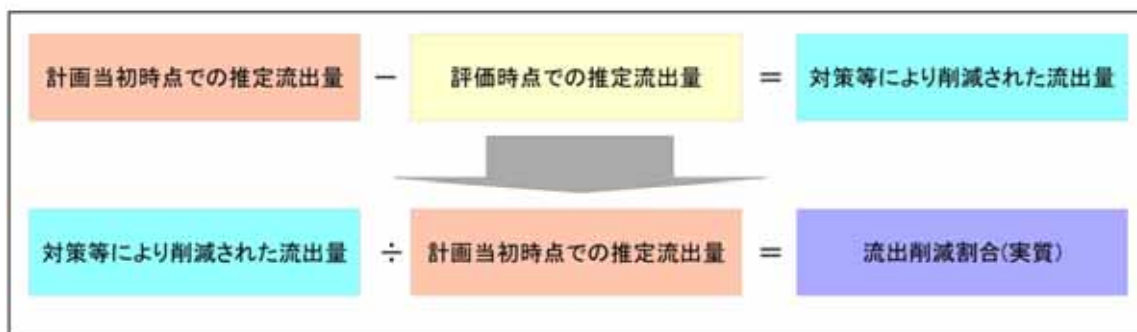 計画当初時点での推定流出量 － 評価時点での推定流出量 ＝ 対策等により削減された流出量
対策等により削減された流出量 ÷ 計画当初時点での推定流出量 ＝ 流出削減割合(実質)